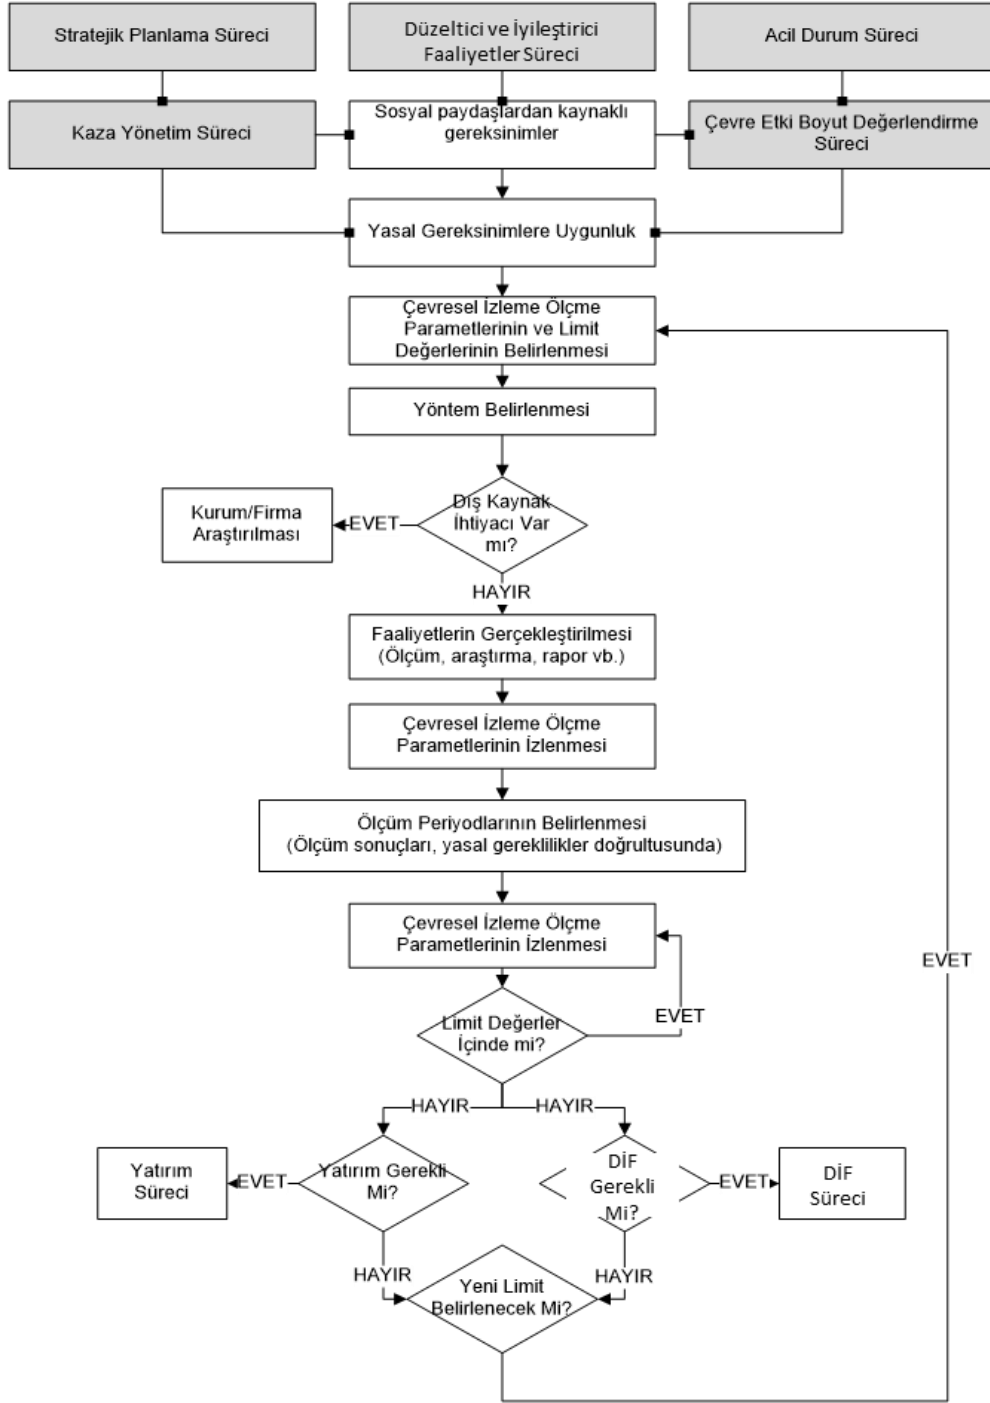 Stratejik Planlama Süreci
Düzeltici ve İyileştirici
Faaliyetler Süreci
Acil Durum Süreci
Kaza Yönetim Süreci
Sosyal paydaşlardan kaynaklı
gereksinimler
Çevre Etki Boyut Değerlendirme
Süreci
Yasal Gereksinimlere Uygunluk
Çevresel İzleme Ölçme
Parametrelerinin ve Limit
Değerlerinin Belirlenmesi
Yöntem Belirlenmesi
Dış Kaynak
İhtiyacı Var
mı?
EVET
Kurum/Firma
Araştırılması
HAYIR
Faaliyetlerin Gerçekleştirilmesi
(Ölçüm, araştırma, rapor vb.)
Çevresel İzleme Ölçme
Parametrelerinin İzlenmesi
Ölçüm Periyodlarının Belirlenmesi
(Ölçüm sonuçları, yasal gereklilikler doğrultusunda)
Çevresel İzleme Ölçme
Parametrelerinin İzlenmesi
EVET
EVET
Limit Değerler
İçinde mi?
HAYIR
HAYIR
Yatırım
Süreci
EVET
Yatırım Gerekli
Mi?
DİF
Gerekli
Mi?
EVET
DİF
Süreci
HAYIR
HAYIR
Yeni Limit
Belirlenecek Mi?